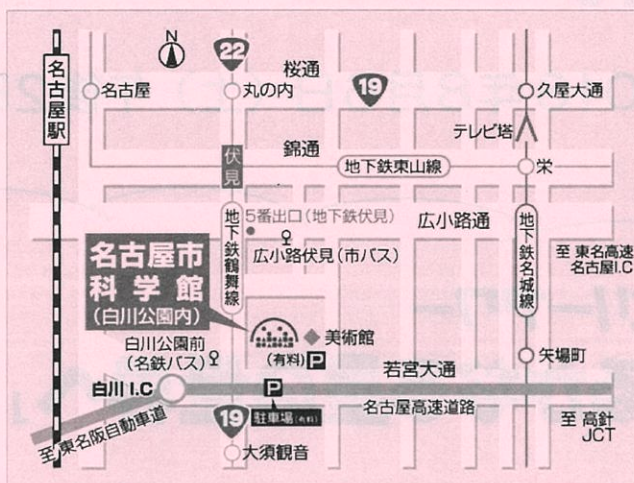 N
22
桜通
名古屋駅
名古屋
丸の内
19
久屋大通
テレビ塔
錦通
伏見
地下鉄東山線
栄
5番出口(地下鉄伏見)
広小路通
地下鉄鶴舞線
広小路伏見(市バス)
地下鉄名城線
至 東名高速
名古屋I.C
名古屋市
科学館
(白川公園内)
白川公園前
(名鉄バス)
美術館
(有料)P
矢場町
若宮大通
白川 I.C
P
名古屋高速道路
駐車場(有料)
19
至 東名阪自動車道
至 高針
JCT
大須観音